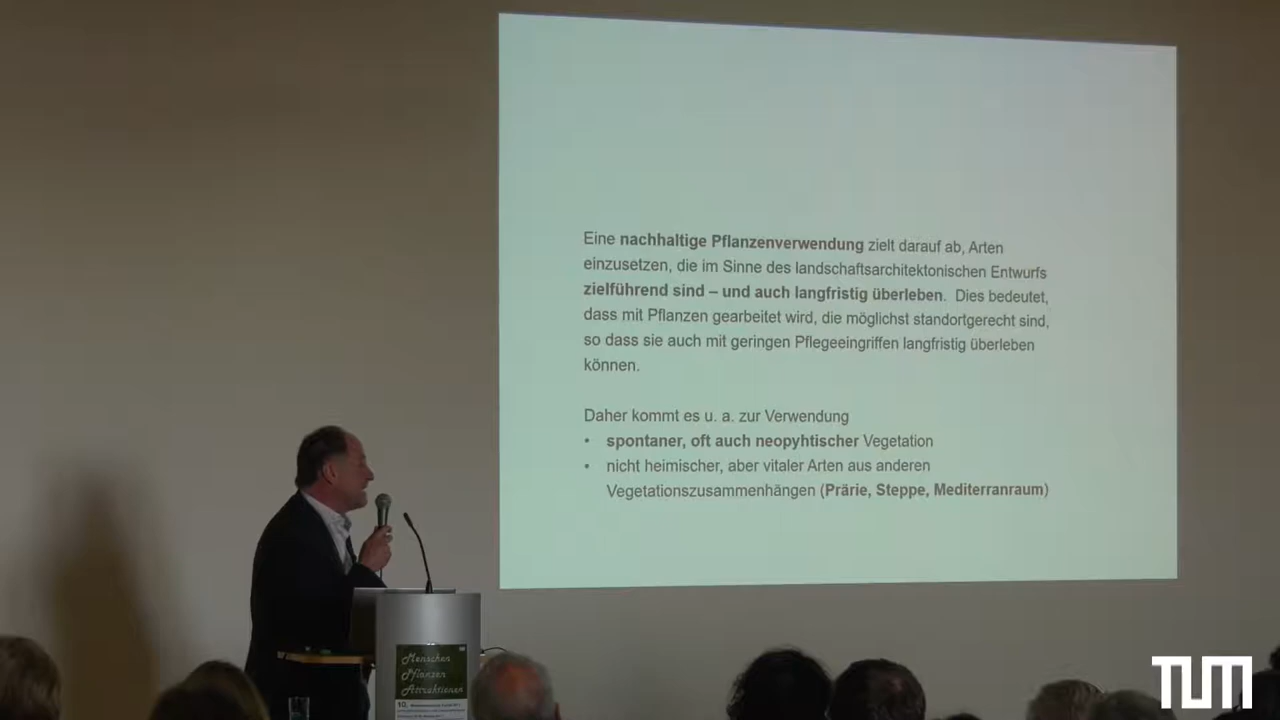 Eine nachhaltige Pflanzenverwendung zielt darauf ab, Arten
einzusetzen, die im Sinne des landschaftsarchitektonischen Entwurfs
zielführend sind – und auch langfristig überleben. Dies bedeutet,
dass mit Pflanzen gearbeitet wird, die möglichst standortgerecht sind,
so dass sie auch mit geringen Pflegeeingriffen langfristig überleben
können.
Daher kommt es u. a. zur Verwendung
• spontaner, oft auch neopyhtischer Vegetation
• nicht heimischer, aber vitaler Arten aus anderen
Vegetationszusammenhängen (Prärie, Steppe, Mediterranraum)
Menschen
Pflanzen
Attraktionen
10.
TUM